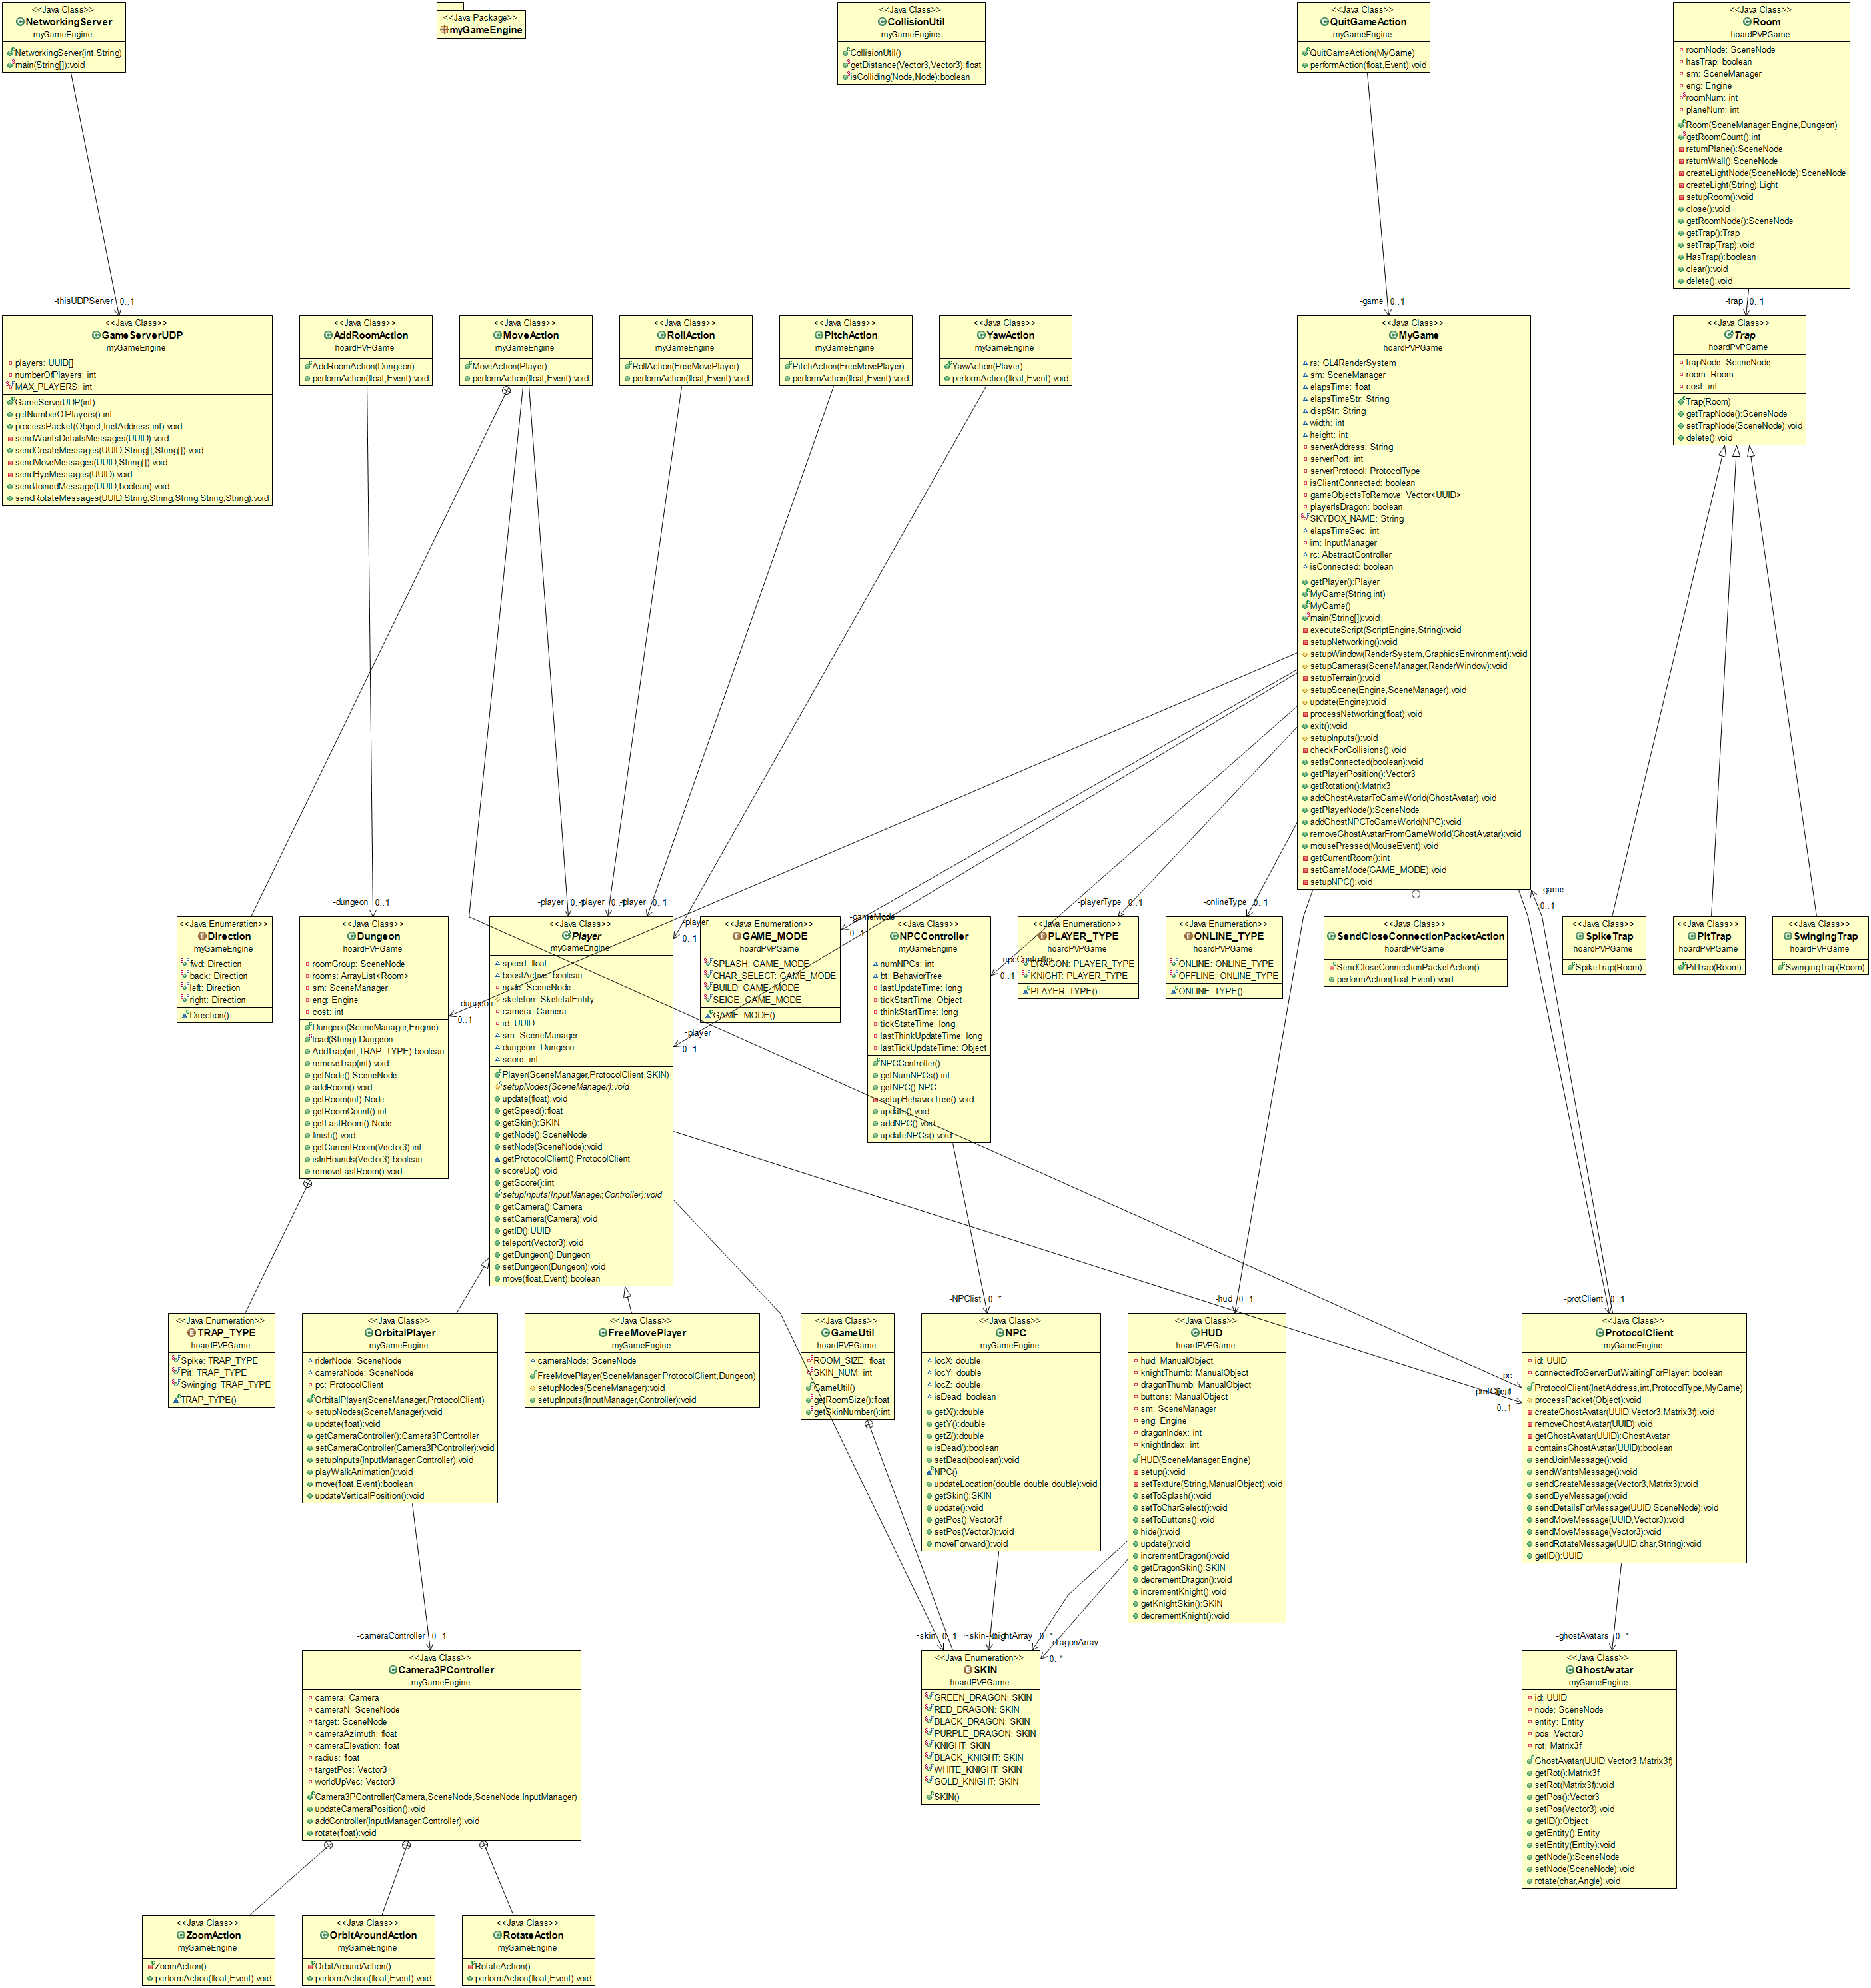 <<Java Class>>
NetworkingServer
myGameEngine
NetworkingServer(int,String)
main(String[]):void
<<Java Package>>
myGameEngine
<<Java Class>>
CollisionUtil
myGameEngine
CollisionUtil()
getDistance(Vector3,Vector3):float
isColliding(Node,Node):boolean
<<Java Class>>
QuitGameAction
myGameEngine
QuitGameAction(MyGame)
performAction(float,Event):void
<<Java Class>>
Room
hoardPVPGame
roomNode: SceneNode
hasTrap: boolean
sm: SceneManager
eng: Engine
roomNum: int
planeNum: int
Room(SceneManager,Engine,Dungeon)
getRoomCount():int
returnPlane():SceneNode
returnWall():SceneNode
createLightNode(SceneNode):SceneNode
createLight(String):Light
setupRoom():void
close():void
getRoomNode():SceneNode
getTrap():Trap
setTrap(Trap):void
HasTrap():boolean
clear():void
delete():void
-thisUDPServer 0..1
-game 0..1
-trap 0..1
<<Java Class>>
GameServerUDP
myGameEngine
players: UUID[]
numberOfPlayers: int
MAX_PLAYERS: int
GameServerUDP(int)
getNumberOfPlayers():int
processPacket(Object,InetAddress,int):void
sendWantsDetailsMessages(UUID):void
sendCreateMessages(UUID,String[],String[]):void
sendMoveMessages(UUID,String[]):void
sendByeMessages(UUID):void
sendJoinedMessage(UUID,boolean):void
sendRotateMessages(UUID,String,String,String,String,String):void
<<Java Class>>
AddRoomAction
hoardPVPGame
AddRoomAction(Dungeon)
performAction(float,Event):void
<<Java Class>>
MoveAction
myGameEngine
MoveAction(Player)
performAction(float,Event):void
<<Java Class>>
RollAction
myGameEngine
RollAction(FreeMovePlayer)
performAction(float,Event):void
<<Java Class>>
PitchAction
myGameEngine
PitchAction(FreeMovePlayer)
performAction(float,Event):void
<<Java Class>>
YawAction
myGameEngine
YawAction(Player)
performAction(float,Event):void
<<Java Class>>
MyGame
hoardPVPGame
rs: GL4RenderSystem
sm: SceneManager
elapsTime: float
elapsTimeStr: String
dispStr: String
width: int
height: int
serverAddress: String
serverPort: int
serverProtocol: ProtocolType
isClientConnected: boolean
gameObjectsToRemove: Vector<UUID>
playerIsDragon: boolean
SKYBOX_NAME: String
elapsTimeSec: int
im: InputManager
rc: AbstractController
isConnected: boolean
getPlayer():Player
MyGame(String,int)
MyGame()
main(String[]):void
executeScript(ScriptEngine,String):void
setupNetworking():void
setupWindow(RenderSystem,GraphicsEnvironment):void
setupCameras(SceneManager,RenderWindow):void
setupTerrain():void
setupScene(Engine,SceneManager):void
update(Engine):void
processNetworking(float):void
exit():void
setupInputs():void
checkForCollisions():void
setIsConnected(boolean):void
getPlayerPosition():Vector3
getRotation():Matrix3
addGhostAvatarToGameWorld(GhostAvatar):void
getPlayerNode():SceneNode
addGhostNPCToGameWorld(NPC):void
removeGhostAvatarFromGameWorld(GhostAvatar):void
mousePressed(MouseEvent):void
getCurrentRoom():int
setGameMode(GAME_MODE):void
setupNPC():void
<<Java Class>>
Trap
hoardPVPGame
trapNode: SceneNode
room: Room
cost: int
Trap(Room)
getTrapNode():SceneNode
setTrapNode(SceneNode):void
delete():void
-dungeon 0..1
-player
-player
-player 0..1
-player
0..1
-gameMode
0..1
-npcController
0..1
-playerType 0..1
-onlineType 0..1
-game
0..1
-dungeon
0..1
~player
0..1
<<Java Enumeration>>
Direction
myGameEngine
fwd: Direction
back: Direction
left: Direction
right: Direction
Direction()
<<Java Class>>
Dungeon
hoardPVPGame
roomGroup: SceneNode
rooms: ArrayList<Room>
sm: SceneManager
eng: Engine
cost: int
Dungeon(SceneManager,Engine)
load(String):Dungeon
AddTrap(int,TRAP_TYPE):boolean
removeTrap(int):void
getNode():SceneNode
addRoom():void
getRoom(int):Node
getRoomCount():int
getLastRoom():Node
finish():void
getCurrentRoom(Vector3):int
isInBounds(Vector3):boolean
removeLastRoom():void
<<Java Class>>
Player
myGameEngine
speed: float
boostActive: boolean
node: SceneNode
skeleton: SkeletalEntity
camera: Camera
id: UUID
sm: SceneManager
dungeon: Dungeon
score: int
Player(SceneManager,ProtocolClient,SKIN)
setupNodes(SceneManager):void
update(float):void
getSpeed():float
getSkin():SKIN
getNode():SceneNode
setNode(SceneNode):void
getProtocolClient():ProtocolClient
scoreUp():void
getScore():int
setupInputs(InputManager,Controller):void
getCamera():Camera
setCamera(Camera):void
getID():UUID
teleport(Vector3):void
getDungeon():Dungeon
setDungeon(Dungeon):void
move(float,Event):boolean
<<Java Enumeration>>
GAME_MODE
hoardPVPGame
SPLASH: GAME_MODE
CHAR_SELECT: GAME_MODE
BUILD: GAME_MODE
SEIGE: GAME_MODE
GAME_MODE()
<<Java Class>>
NPCController
myGameEngine
numNPCs: int
bt: BehaviorTree
lastUpdateTime: long
tickStartTime: Object
thinkStartTime: long
tickStateTime: long
lastThinkUpdateTime: long
lastTickUpdateTime: Object
NPCController()
getNumNPCs():int
getNPC():NPC
setupBehaviorTree():void
update():void
addNPC():void
updateNPCs():void
<<Java Enumeration>>
PLAYER_TYPE
hoardPVPGame
DRAGON: PLAYER_TYPE
KNIGHT: PLAYER_TYPE
PLAYER_TYPE()
<<Java Enumeration>>
ONLINE_TYPE
hoardPVPGame
ONLINE: ONLINE_TYPE
OFFLINE: ONLINE_TYPE
ONLINE_TYPE()
<<Java Class>>
SendCloseConnectionPacketAction
hoardPVPGame
SendCloseConnectionPacketAction()
performAction(float,Event):void
<<Java Class>>
SpikeTrap
hoardPVPGame
SpikeTrap(Room)
<<Java Class>>
PitTrap
hoardPVPGame
PitTrap(Room)
<<Java Class>>
SwingingTrap
hoardPVPGame
SwingingTrap(Room)
-NPClist 0..*
-hud 0..1
-protClient 0..1
-pc
-protClient
0..1
<<Java Enumeration>>
TRAP_TYPE
hoardPVPGame
Spike: TRAP_TYPE
Pit: TRAP_TYPE
Swinging: TRAP_TYPE
TRAP_TYPE()
<<Java Class>>
OrbitalPlayer
myGameEngine
riderNode: SceneNode
cameraNode: SceneNode
pc: ProtocolClient
OrbitalPlayer(SceneManager,ProtocolClient)
setupNodes(SceneManager):void
update(float):void
getCameraController():Camera3PController
setCameraController(Camera3PController):void
setupInputs(InputManager,Controller):void
playWalkAnimation():void
move(float,Event):boolean
updateVerticalPosition():void
<<Java Class>>
FreeMovePlayer
myGameEngine
cameraNode: SceneNode
FreeMovePlayer(SceneManager,ProtocolClient,Dungeon)
setupNodes(SceneManager):void
setupInputs(InputManager,Controller):void
<<Java Class>>
GameUtil
hoardPVPGame
ROOM_SIZE: float
SKIN_NUM: int
GameUtil()
getRoomSize():float
getSkinNumber():int
<<Java Class>>
NPC
myGameEngine
locX: double
locY: double
locZ: double
isDead: boolean
getX():double
getY():double
getZ():double
isDead():boolean
setDead(boolean):void
NPC()
updateLocation(double,double,double):void
getSkin():SKIN
update():void
getPos():Vector3f
setPos(Vector3):void
moveForward():void
<<Java Class>>
HUD
hoardPVPGame
hud: ManualObject
knightThumb: ManualObject
dragonThumb: ManualObject
buttons: ManualObject
sm: SceneManager
eng: Engine
dragonIndex: int
knightIndex: int
HUD(SceneManager,Engine)
setup():void
setTexture(String,ManualObject):void
setToSplash():void
setToCharSelect():void
setToButtons():void
hide():void
update():void
incrementDragon():void
getDragonSkin():SKIN
decrementDragon():void
incrementKnight():void
getKnightSkin():SKIN
decrementKnight():void
<<Java Class>>
ProtocolClient
myGameEngine
id: UUID
connectedToServerButWaitingForPlayer: boolean
ProtocolClient(InetAddress,int,ProtocolType,MyGame)
processPacket(Object):void
createGhostAvatar(UUID,Vector3,Matrix3f):void
removeGhostAvatar(UUID):void
getGhostAvatar(UUID):GhostAvatar
containsGhostAvatar(UUID):boolean
sendJoinMessage():void
sendWantsMessage():void
sendCreateMessage(Vector3,Matrix3):void
sendByeMessage():void
sendDetailsForMessage(UUID,SceneNode):void
sendMoveMessage(UUID,Vector3):void
sendMoveMessage(Vector3):void
sendRotateMessage(UUID,char,String):void
getID():UUID
-cameraController 0..1
~skin 0..1
~skin
-knightArray 0..*
-dragonArray
0..*
-ghostAvatars 0..*
<<Java Class>>
Camera3PController
myGameEngine
camera: Camera
cameraN: SceneNode
target: SceneNode
cameraAzimuth: float
cameraElevation: float
radius: float
targetPos: Vector3
worldUpVec: Vector3
Camera3PController(Camera,SceneNode,SceneNode,InputManager)
updateCameraPosition():void
addController(InputManager,Controller):void
rotate(float):void
<<Java Enumeration>>
SKIN
hoardPVPGame
GREEN_DRAGON: SKIN
RED_DRAGON: SKIN
BLACK_DRAGON: SKIN
PURPLE_DRAGON: SKIN
KNIGHT: SKIN
BLACK_KNIGHT: SKIN
WHITE_KNIGHT: SKIN
GOLD_KNIGHT: SKIN
SKIN()
<<Java Class>>
GhostAvatar
myGameEngine
id: UUID
node: SceneNode
entity: Entity
pos: Vector3
rot: Matrix3f
GhostAvatar(UUID,Vector3,Matrix3f)
getRot():Matrix3f
setRot(Matrix3f):void
getPos():Vector3
setPos(Vector3):void
getID():Object
getEntity():Entity
setEntity(Entity):void
getNode():SceneNode
setNode(SceneNode):void
rotate(char,Angle):void
<<Java Class>>
ZoomAction
myGameEngine
ZoomAction()
performAction(float,Event):void
<<Java Class>>
OrbitAroundAction
myGameEngine
OrbitAroundAction()
performAction(float,Event):void
<<Java Class>>
RotateAction
myGameEngine
RotateAction()
performAction(float,Event):void